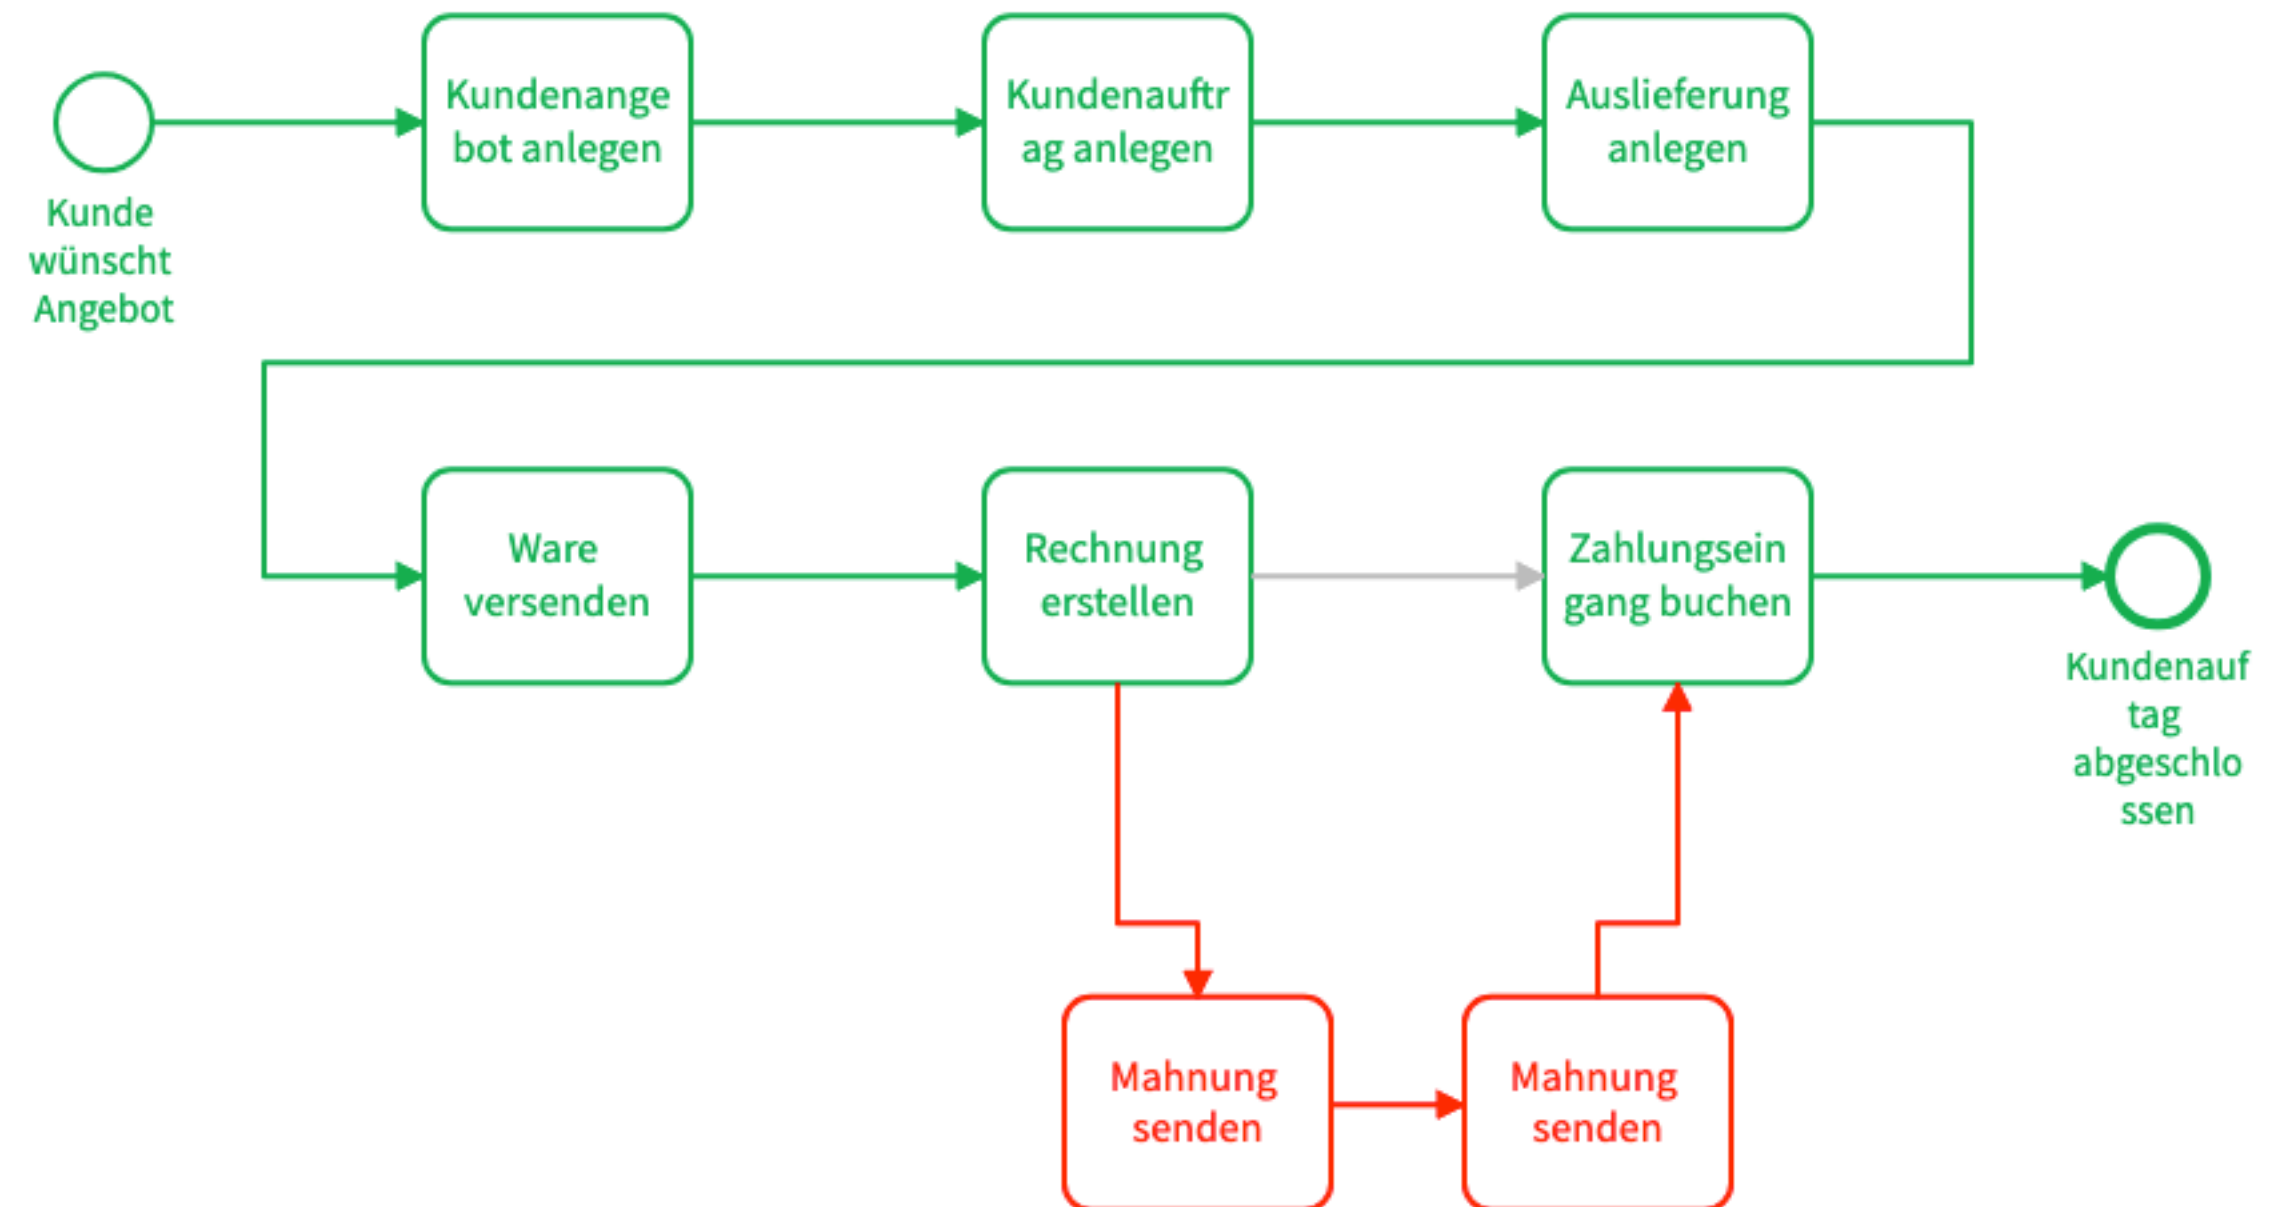 Kundenange
bot anlegen
Kundenauftr
ag anlegen
Auslieferung
anlegen
Kunde
wünscht
Angebot
Ware
versenden
Rechnung
erstellen
Zahlungsein
gang buchen
Kundenauf
tag
abgeschlo
ssen
Mahnung
senden
Mahnung
senden